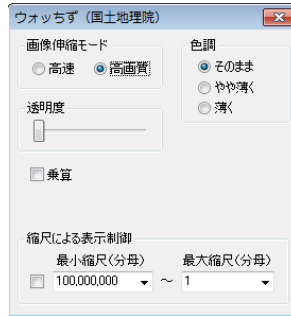 ウォッちず（国土地理院）
画像伸縮モード
高速 高画質
色調
そのまま
やや薄く
薄く
透明度
乗算
縮尺による表示制御
最小縮尺(分母) 最大縮尺(分母)
100,000,000 ～ 1